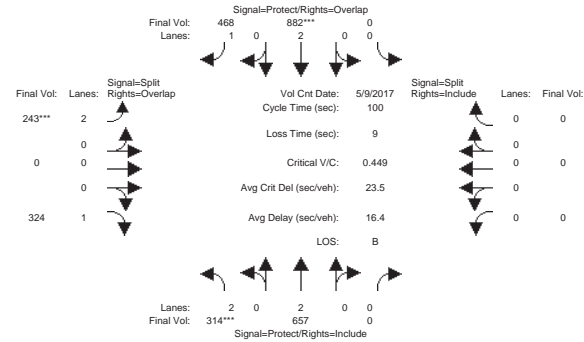 Signal=Protect/Rights=Overlap
Final Vol: 468 882*** 0
Lanes: 1 0 2 0 0
Signal=Split Signal=Split
Final Vol: Lanes: Rights=Overlap Vol Cnt Date: 5/9/2017 Rights=Include Lanes: Final Vol:
Cycle Time (sec): 100
243*** 2 0 0
Loss Time (sec): 9
0 0
0 0 Critical V/C: 0.449 0 0
0 Avg Crit Del (sec/veh): 23.5 0
324 1 Avg Delay (sec/veh): 16.4 0 0
LOS: B
Lanes: 2 0 2 0 0
Final Vol: 314*** 657 0
Signal=Protect/Rights=Include